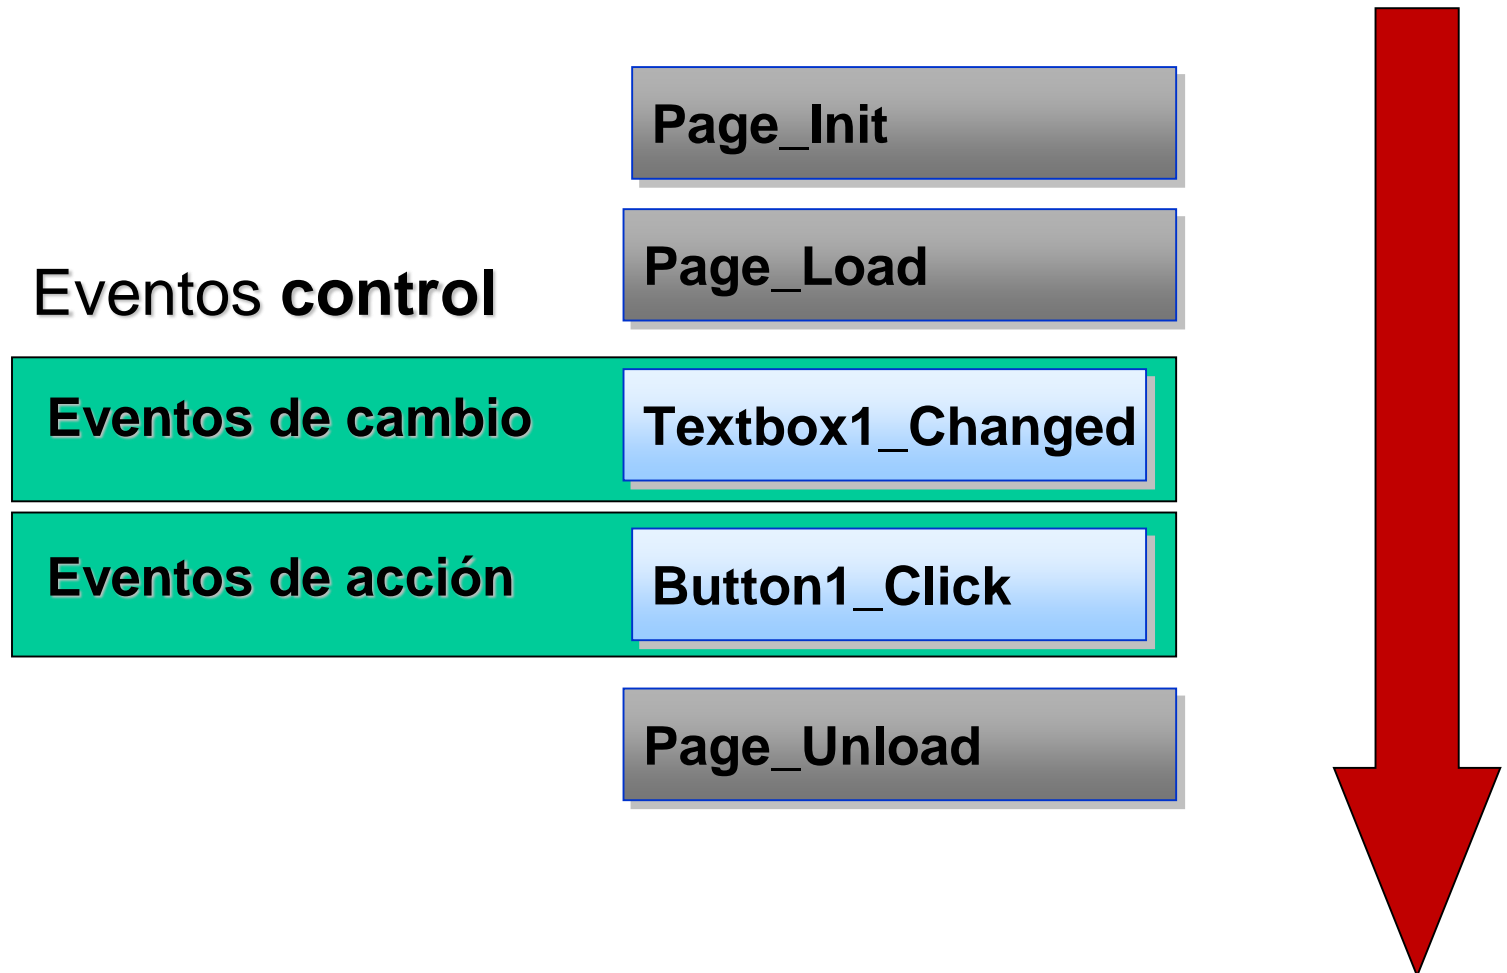 Page_Init
Page_Load
Eventos control
Eventos de cambio
Textbox1_Changed
Eventos de acción
Button1_Click
Page_Unload